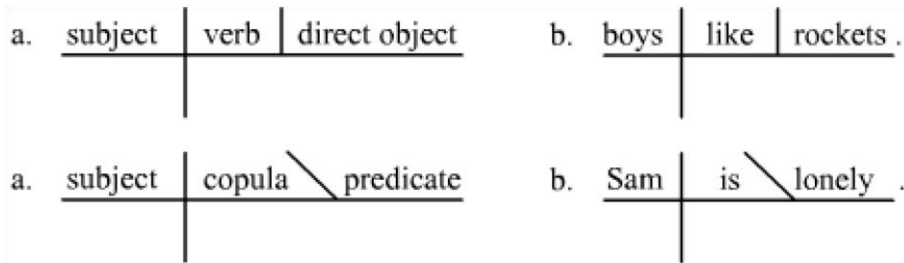 a. subject verb direct object b. boys like rockets .
a. subject copula predicate b. Sam is lonely .